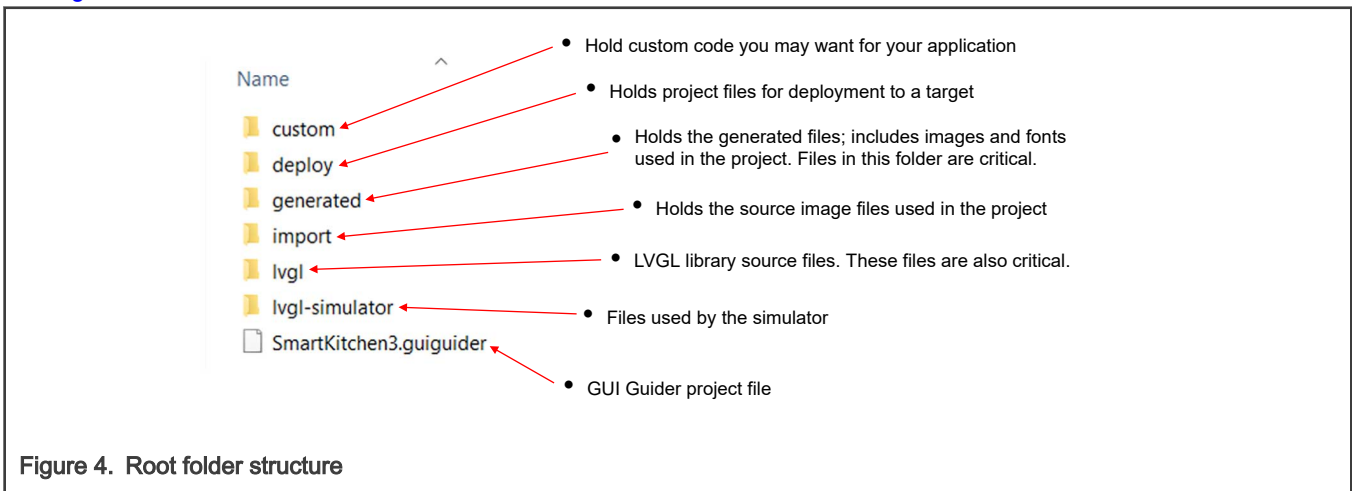 Name
custom
deploy
generated
import
lvgl
lvgl-simulator
SmartKitchen3.guiguider
• Hold custom code you may want for your application
• Holds project files for deployment to a target
• Holds the generated files; includes images and fonts
used in the project. Files in this folder are critical.
• Holds the source image files used in the project
• LVGL library source files. These files are also critical.
• Files used by the simulator
• GUI Guider project file
Figure 4. Root folder structure